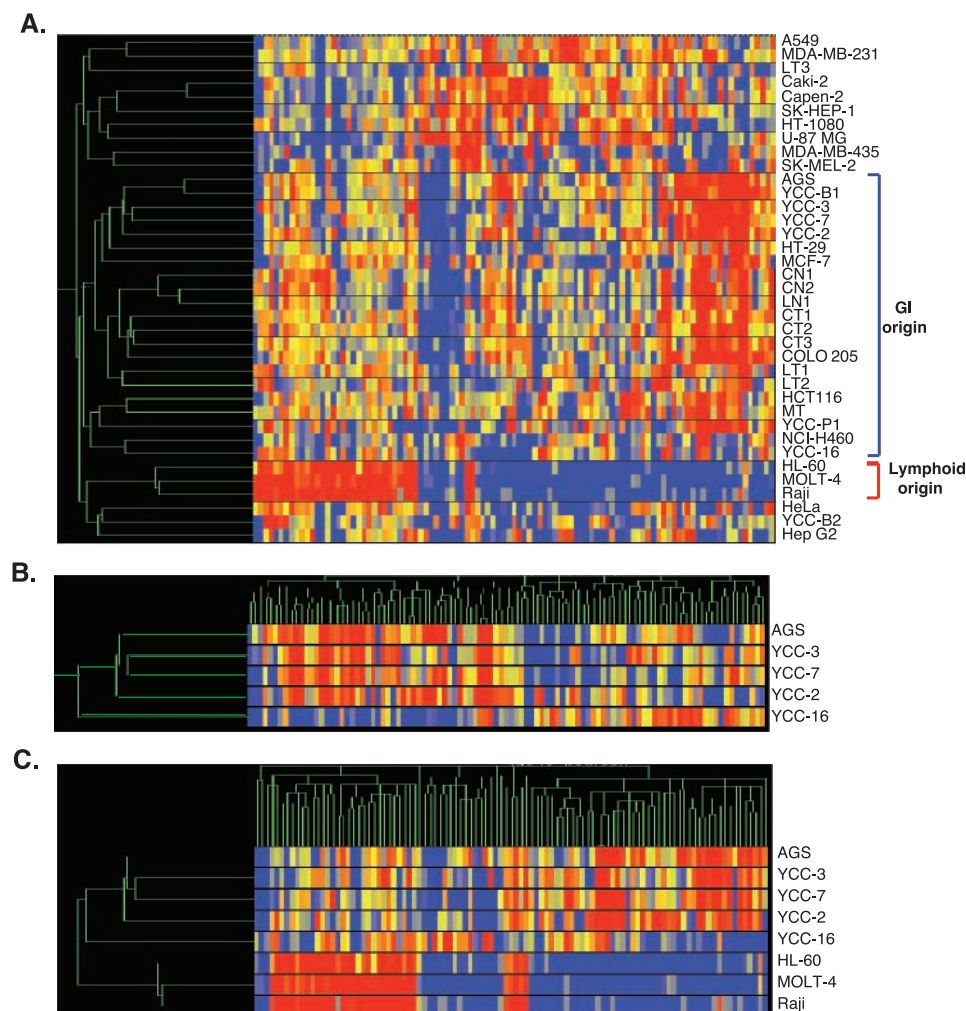 A.
A549
MDA-MB-231
LT3
Caki-2
Capen-2
SK-HEP-1
HT-1080
U-87 MG
MDA-MB-435
SK-MEL-2
AGS
YCC-B1
YCC-3
YCC-7
YCC-2
HT-29
MCF-7
CN1
CN2
LN1
CT1
CT2
CT3
COLO 205
LT1
LT2
HCT116
MT
YCC-P1
NCI-H460
YCC-16
HL-60
MOLT-4
Raji
HeLa
YCC-B2
Hep G2
GI
origin
Lymphoid
origin
B.
AGS
YCC-3
YCC-7
YCC-2
YCC-16
C.
AGS
YCC-3
YCC-7
YCC-2
YCC-16
HL-60
MOLT-4
Raji